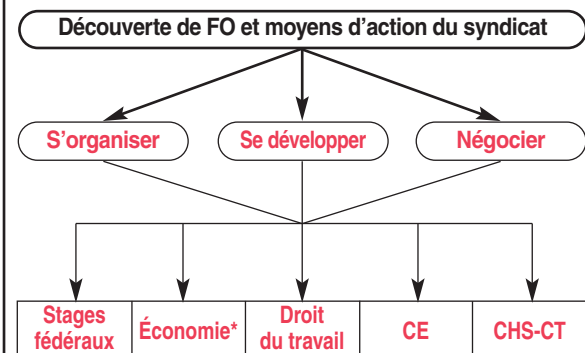 Découverte de FO et moyens d’action du syndicat
S’organiser
Se développer
Négocier
Stages
fédéraux
Économie*
Droit
du travail
CE
CHS-CT